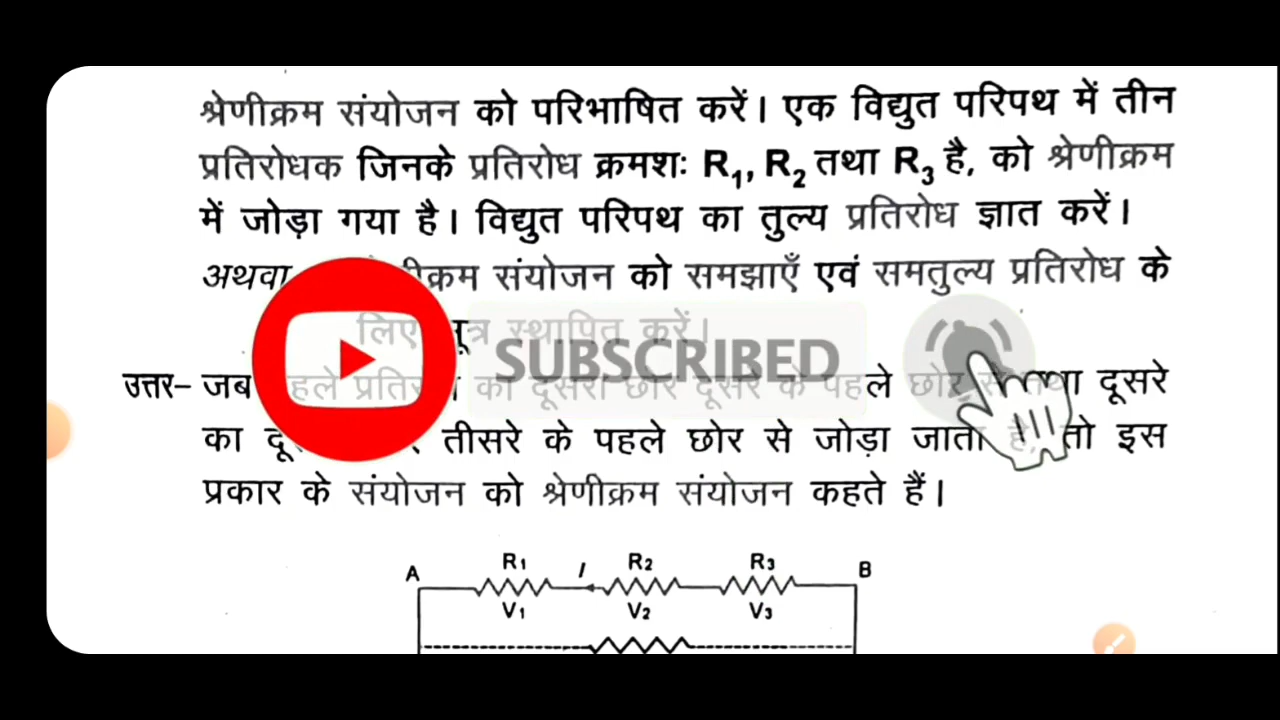 श्रेणीक्रम संयोजन को परिभाषित करें। एक विद्युत परिपथ में तीन
प्रतिरोधक जिनके प्रतिरोध क्रमशः R₁, R₂ तथा R₃ है, को श्रेणीक्रम
में जोड़ा गया है। विद्युत परिपथ का तुल्य प्रतिरोध ज्ञात करें।
अथवा संयोजन को समझाएँ एवं समतुल्य प्रतिरोध के
लिए स्थापित करें।
SUBSCRIBED
उत्तर– जब का दूसरा छोर दूसरे के पहले छोर दूसरे
का तीसरे के पहले छोर से जोड़ा जाता है तो इस
प्रकार के संयोजन को श्रेणीक्रम संयोजन कहते हैं।
A R₁ I R₂ R₃ B
V₁ V₂ V₃